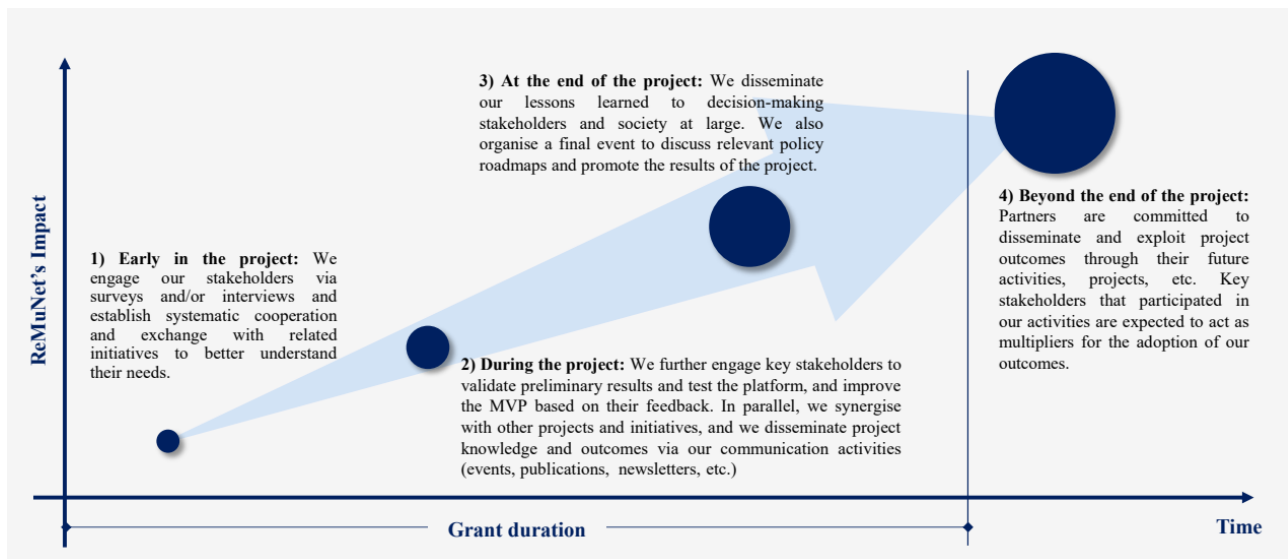 ReMuNet's Impact
1) Early in the project: We
engage our stakeholders via
surveys and/or interviews and
establish systematic cooperation
and exchange with related
initiatives to better understand
their needs.
2) During the project: We further engage key stakeholders to
validate preliminary results and test the platform, and improve
the MVP based on their feedback. In parallel, we synergise
with other projects and initiatives, and we disseminate project
knowledge and outcomes via our communication activities
(events, publications, newsletters, etc.)
3) At the end of the project: We disseminate
our lessons learned to decision-making
stakeholders and society at large. We also
organise a final event to discuss relevant policy
roadmaps and promote the results of the project.
4) Beyond the end of the project:
Partners are committed to
disseminate and exploit project
outcomes through their future
activities, projects, etc. Key
stakeholders that participated in
our activities are expected to act as
multipliers for the adoption of our
outcomes.
Grant duration
Time